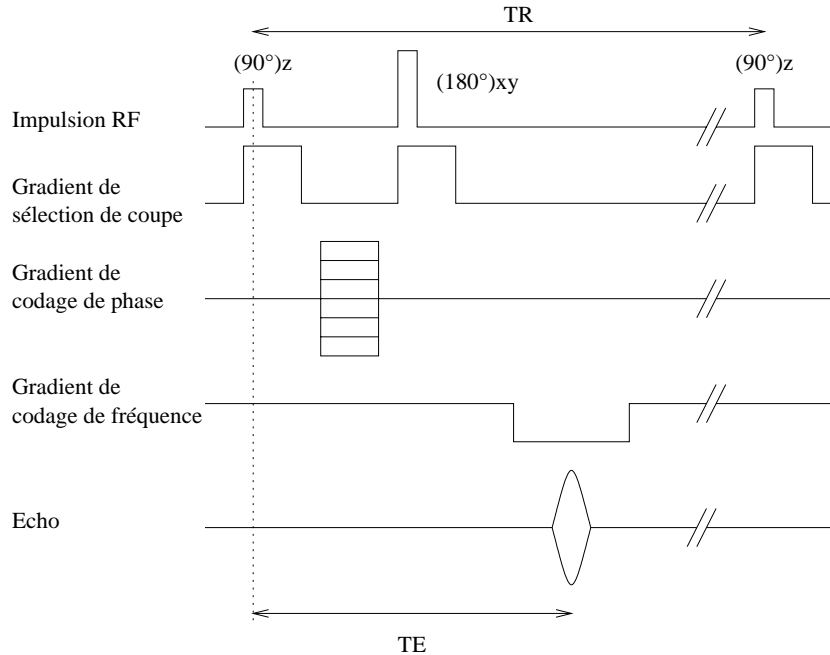 TR
(90°)z
(180°)xy
(90°)z
Impulsion RF
Gradient de
sélection de coupe
Gradient de
codage de phase
Gradient de
codage de fréquence
Echo
TE